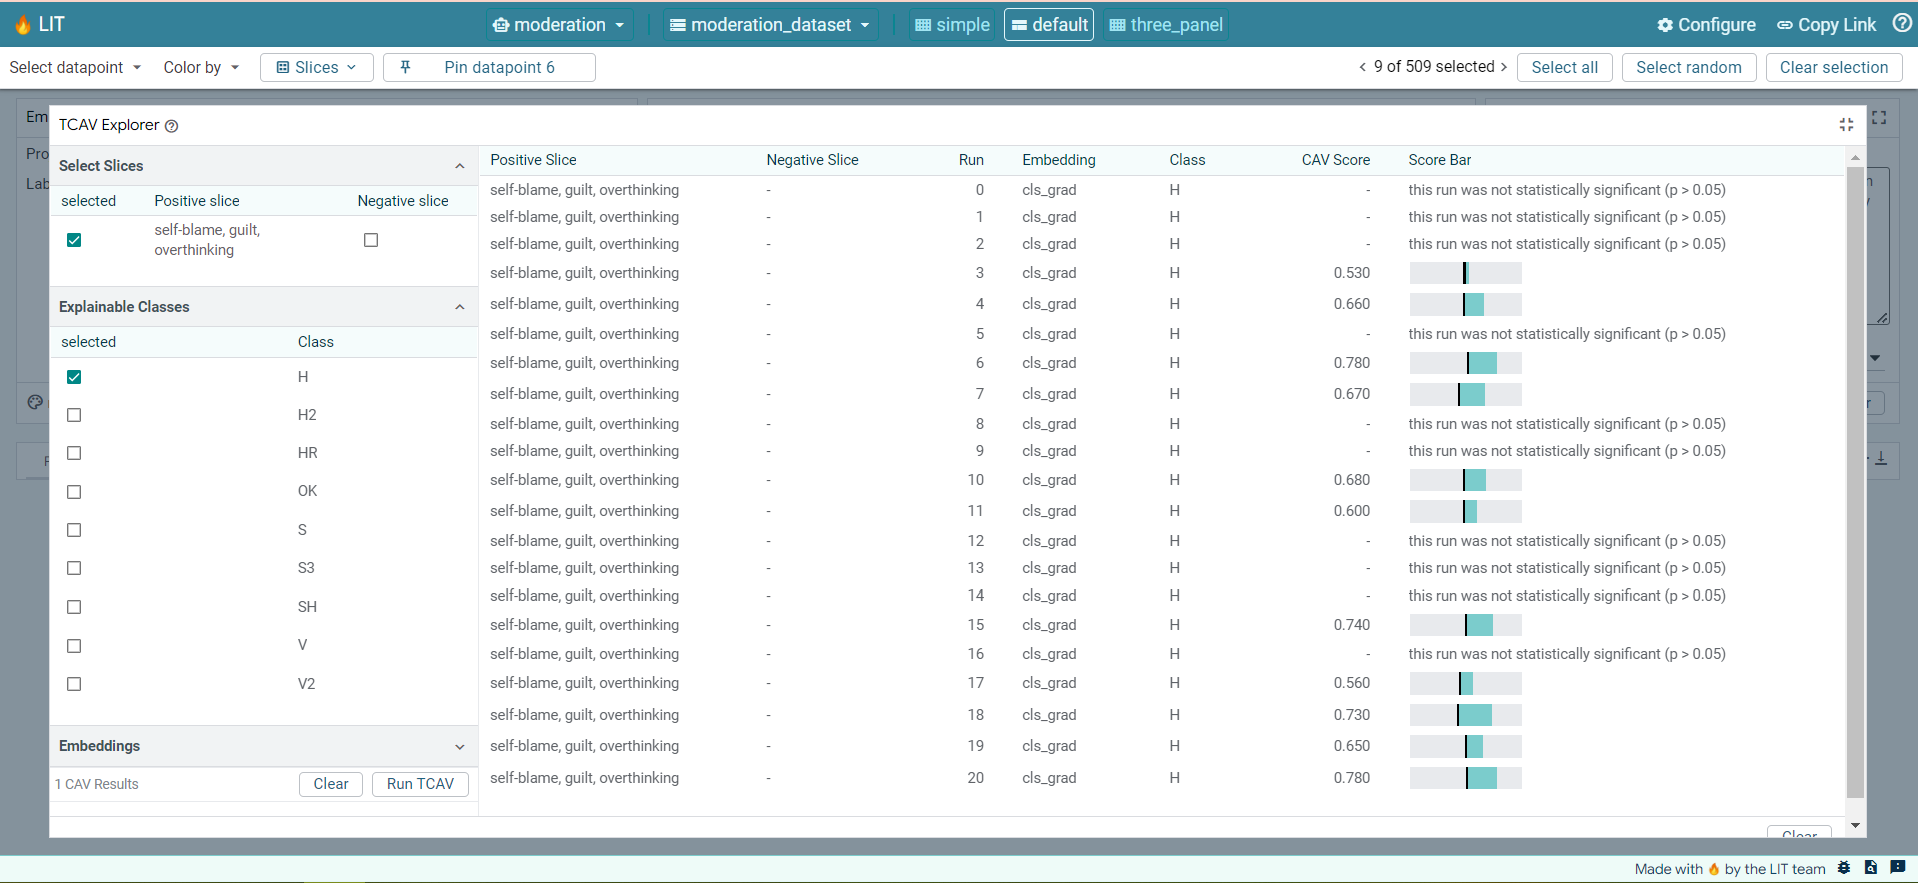 LIT
moderation
moderation_dataset
simple
default
three_panel
Configure
Copy Link
Select datapoint
Color by
Slices
Pin datapoint 6
9 of 509 selected
Select all
Select random
Clear selection
Em
Pro
Lab
TCAV Explorer
Select Slices
selected Positive slice Negative slice
self-blame, guilt,
overthinking
Explainable Classes
selected Class
H
H2
HR
OK
S
S3
SH
V
V2
Embeddings
1 CAV Results
Clear
Run TCAV
Positive Slice Negative Slice Run Embedding Class CAV Score Score Bar
self-blame, guilt, overthinking - 0 cls_grad H - this run was not statistically significant (p > 0.05)
self-blame, guilt, overthinking - 1 cls_grad H - this run was not statistically significant (p > 0.05)
self-blame, guilt, overthinking - 2 cls_grad H - this run was not statistically significant (p > 0.05)
self-blame, guilt, overthinking - 3 cls_grad H 0.530
self-blame, guilt, overthinking - 4 cls_grad H 0.660
self-blame, guilt, overthinking - 5 cls_grad H - this run was not statistically significant (p > 0.05)
self-blame, guilt, overthinking - 6 cls_grad H 0.780
self-blame, guilt, overthinking - 7 cls_grad H 0.670
self-blame, guilt, overthinking - 8 cls_grad H - this run was not statistically significant (p > 0.05)
self-blame, guilt, overthinking - 9 cls_grad H - this run was not statistically significant (p > 0.05)
self-blame, guilt, overthinking - 10 cls_grad H 0.680
self-blame, guilt, overthinking - 11 cls_grad H 0.600
self-blame, guilt, overthinking - 12 cls_grad H - this run was not statistically significant (p > 0.05)
self-blame, guilt, overthinking - 13 cls_grad H - this run was not statistically significant (p > 0.05)
self-blame, guilt, overthinking - 14 cls_grad H - this run was not statistically significant (p > 0.05)
self-blame, guilt, overthinking - 15 cls_grad H 0.740
self-blame, guilt, overthinking - 16 cls_grad H - this run was not statistically significant (p > 0.05)
self-blame, guilt, overthinking - 17 cls_grad H 0.560
self-blame, guilt, overthinking - 18 cls_grad H 0.730
self-blame, guilt, overthinking - 19 cls_grad H 0.650
self-blame, guilt, overthinking - 20 cls_grad H 0.780
Clear
Made with 🔥 by the LIT team